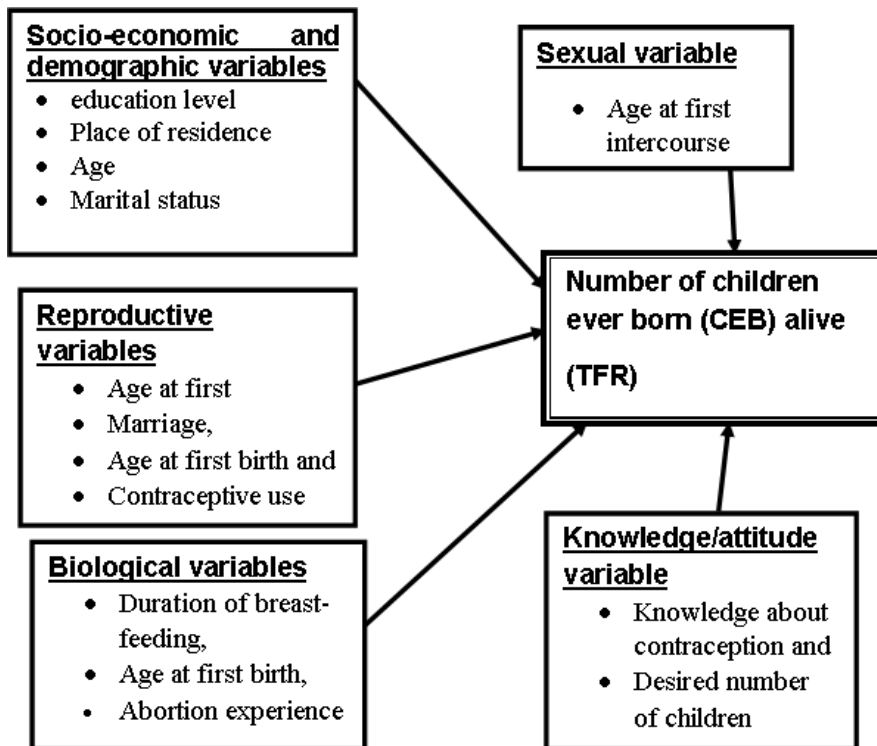 Socio-economic and
demographic variables
• education level
• Place of residence
• Age
• Marital status
Sexual variable
• Age at first
intercourse
Number of children
ever born (CEB) alive
(TFR)
Reproductive
variables
• Age at first
• Marriage,
• Age at first birth and
• Contraceptive use
Biological variables
• Duration of breast-
feeding,
• Age at first birth,
• Abortion experience
Knowledge/attitude
variable
• Knowledge about
contraception and
• Desired number
of children